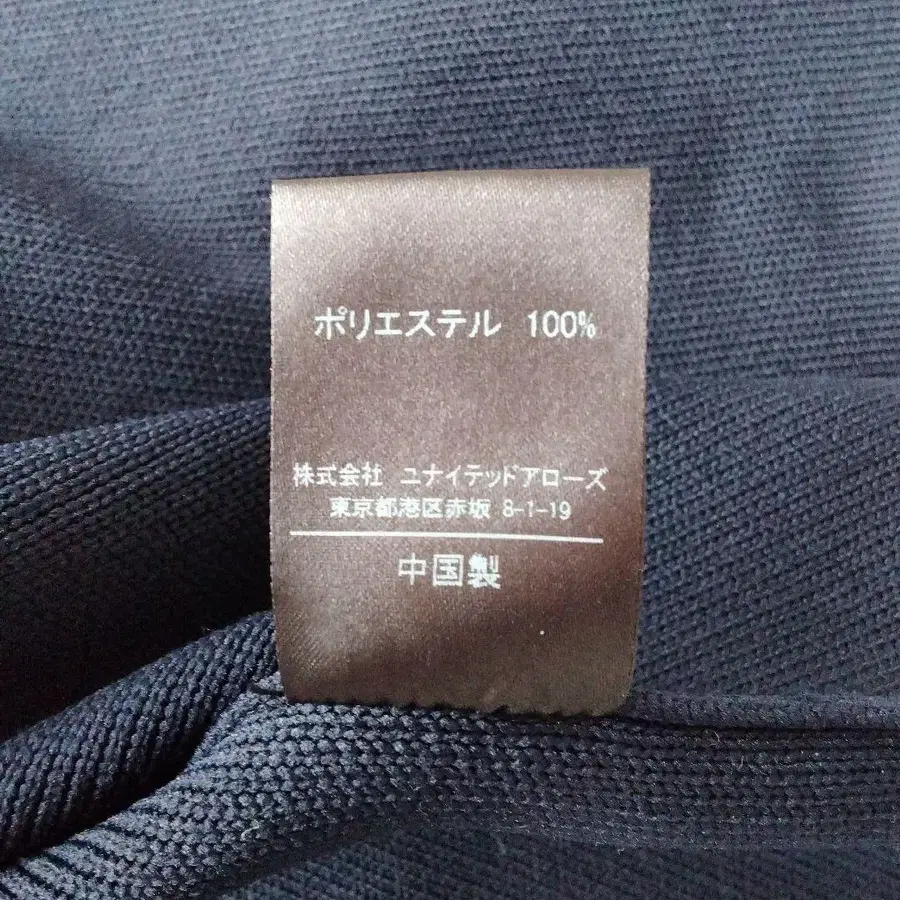 ポリエステル 100%
株式会社 ユナイテッドアローズ
東京都港区赤坂 8-1-19
中国製